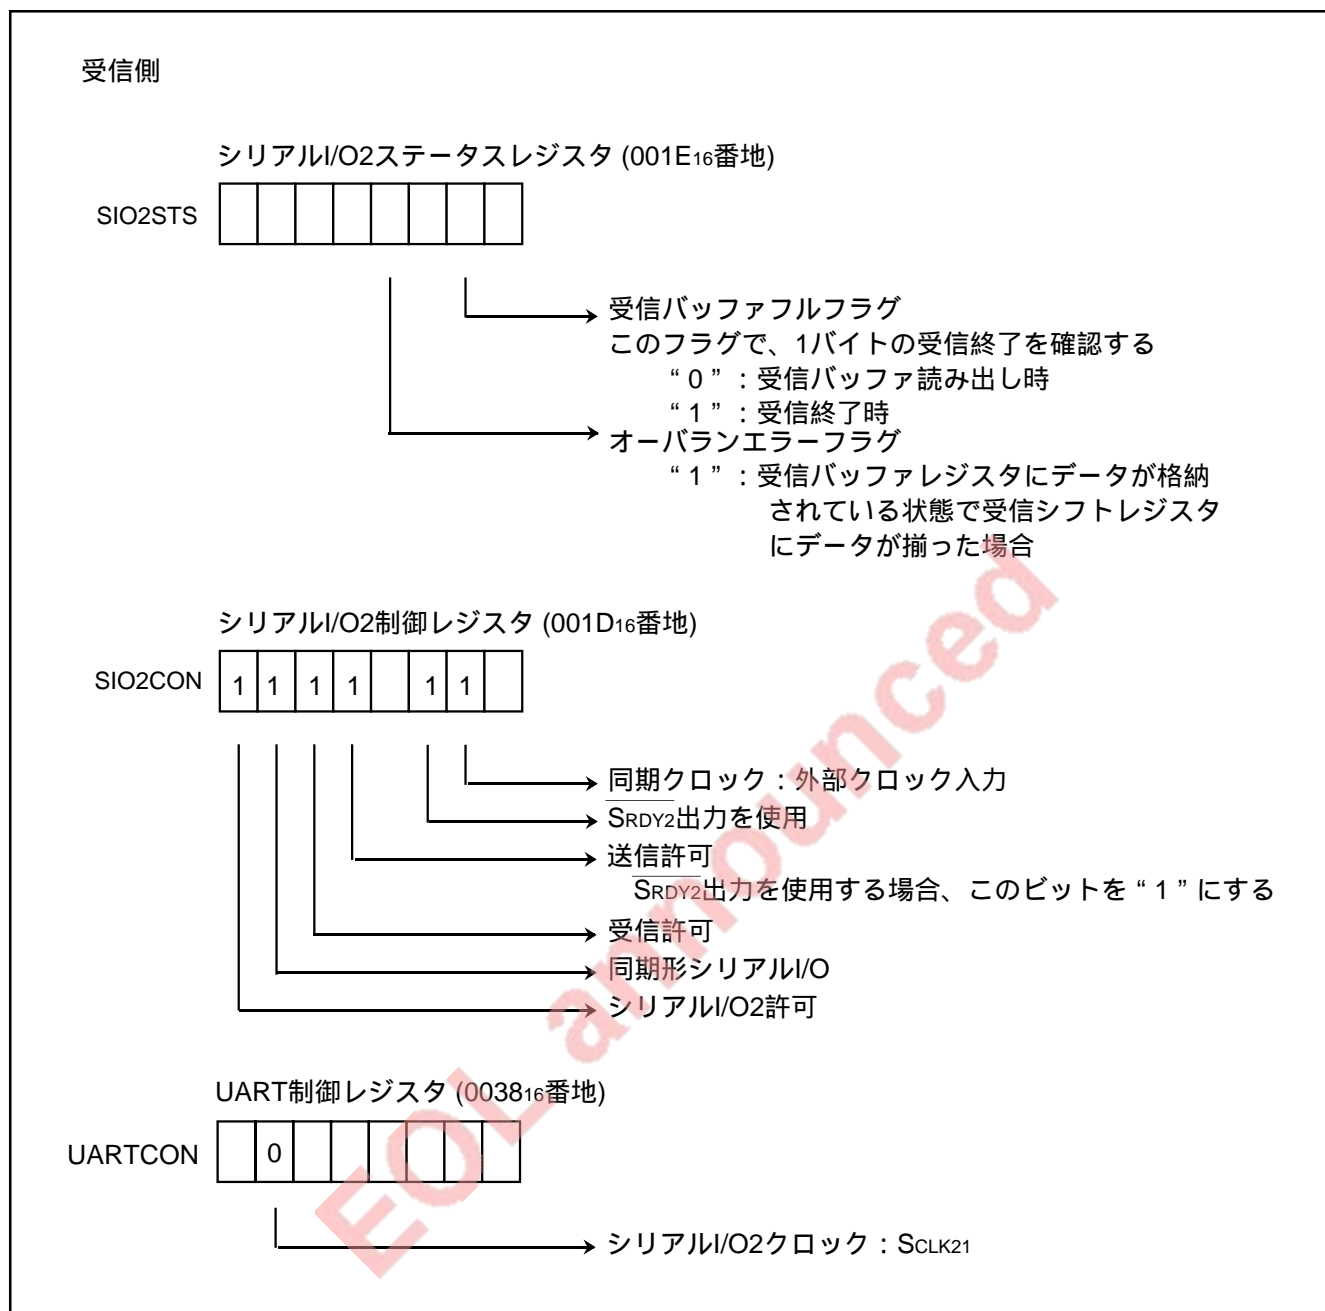 受信側
シリアルI/O2ステータスレジスタ (001E16番地)
SIO2STS
受信バッファフルフラグ
このフラグで、1バイトの受信終了を確認する
“ 0 ” : 受信バッファ読み出し時
“ 1 ” : 受信終了時
オーバランエラーフラグ
“ 1 ” : 受信バッファレジスタにデータが格納
されている状態で受信シフトレジスタ
にデータが揃った場合
シリアルI/O2制御レジスタ (001D16番地)
SIO2CON 1 1 1 1 1 1
同期クロック : 外部クロック入力
SRDY2出力を使用
送信許可
SRDY2出力を使用する場合、このビットを “ 1 ” にする
受信許可
同期形シリアルI/O
シリアルI/O2許可
UART制御レジスタ (003816番地)
UARTCON 0
シリアルI/O2クロック : SCLK21
EOL announced